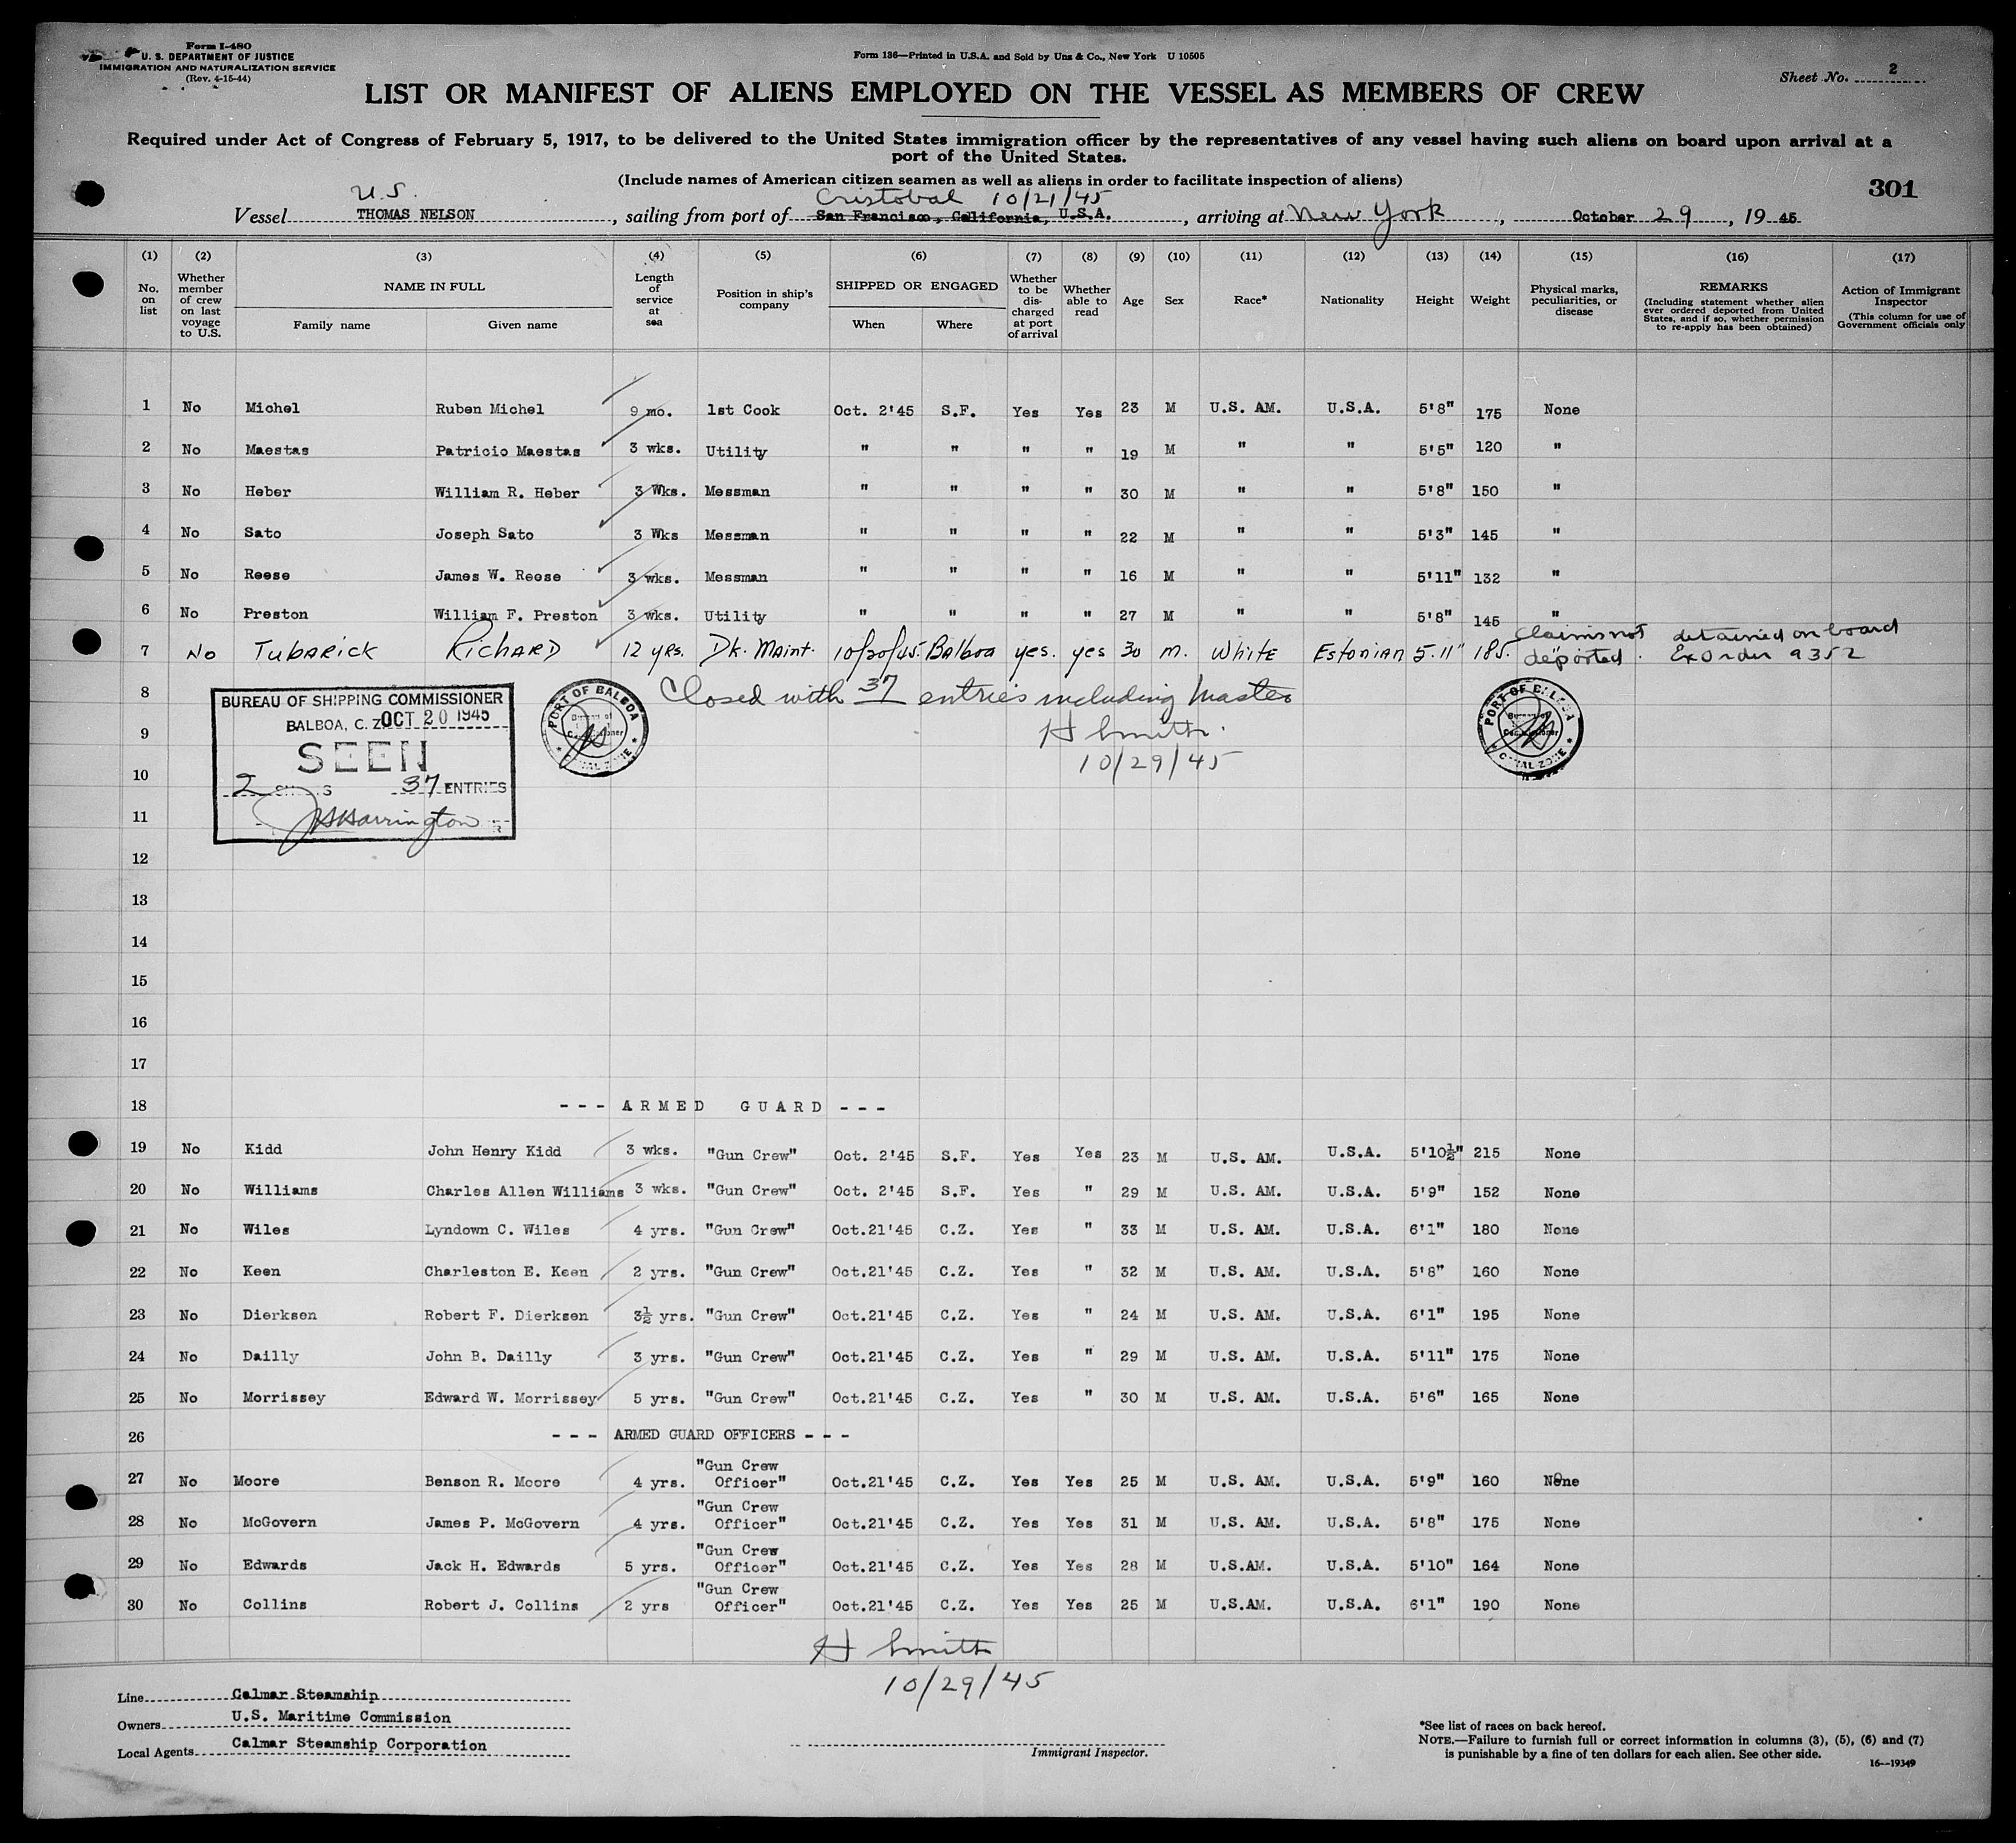 Form I-480
U. S. DEPARTMENT OF JUSTICE
IMMIGRATION AND NATURALIZATION SERVICE
(Rev. 4-15-44)
Form 136—Printed in U.S.A. and Sold by Unz & Co., New York U 10505
Sheet No. 2
LIST OR MANIFEST OF ALIENS EMPLOYED ON THE VESSEL AS MEMBERS OF CREW
Required under Act of Congress of February 5, 1917, to be delivered to the United States immigration officer by the representatives of any vessel having such aliens on board upon arrival at a
port of the United States.
(Include names of American citizen seamen as well as aliens in order to facilitate inspection of aliens)
301
U.S. Cristobal 10/21/45
Vessel THOMAS NELSON, sailing from port of San Francisco, California, U.S.A., arriving at New York, October 29, 19 45
(1) No. on list
(2) Whether member of crew on last voyage to U.S.
(3) NAME IN FULL Family name Given name
(4) Length of service at sea
(5) Position in ship's company
(6) SHIPPED OR ENGAGED When Where
(7) Whether to be discharged at port of arrival
(8) Whether able to read
(9) Age
(10) Sex
(11) Race*
(12) Nationality
(13) Height
(14) Weight
(15) Physical marks, peculiarities, or disease
(16) REMARKS (Including statement whether alien ever ordered deported from United States, and if so, whether permission to re-apply has been obtained)
(17) Action of Immigrant Inspector (This column for use of Government officials only
1 No Michel Ruben Michel 9 mo. 1st Cook Oct. 2'45 S.F. Yes Yes 23 M U.S. AM. U.S.A. 5'8" 175 None
2 No Maestas Patricio Maestas 3 wks. Utility " " " " 19 M " " 5'5" 120 "
3 No Heber William R. Heber 3 Wks. Messman " " " " 30 M " " 5'8" 150 "
4 No Sato Joseph Sato 3 Wks Messman " " " " 22 M " " 5'3" 145 "
5 No Reese James W. Reese 3 wks. Messman " " " " 16 M " " 5'11" 132 "
6 No Preston William F. Preston 3 wks. Utility " " " " 27 M " " 5'8" 145 "
7 No Tubarick Richard 12 yrs. Dk. Maint. 10/20/45 Balboa yes. yes 30 m. White Estonian 5.11" 185. Claims not deported. detained on board Ex Order 9352
8 Closed with 37 entries including Master
9 H Smith.
10 10/29/45
BUREAU OF SHIPPING COMMISSIONER
BALBOA, C. Z. OCT 20 1945
SEEN
2 37 ENTRIES
JHarrington
PORT OF BALBOA
CANAL ZONE
PORT OF BALBOA
CANAL ZONE
11
12
13
14
15
16
17
18 --- ARMED GUARD ---
19 No Kidd John Henry Kidd 3 wks. "Gun Crew" Oct. 2'45 S.F. Yes Yes 23 M U.S. AM. U.S.A. 5'10½" 215 None
20 No Williams Charles Allen Williams 3 wks. "Gun Crew" Oct. 2'45 S.F. Yes " 29 M U.S. AM. U.S.A. 5'9" 152 None
21 No Wiles Lyndown C. Wiles 4 yrs. "Gun Crew" Oct.21'45 C.Z. Yes " 33 M U.S. AM. U.S.A. 6'1" 180 None
22 No Keen Charleston E. Keen 2 yrs. "Gun Crew" Oct.21'45 C.Z. Yes " 32 M U.S. AM. U.S.A. 5'8" 160 None
23 No Dierksen Robert F. Dierksen 3½ yrs. "Gun Crew" Oct.21'45 C.Z. Yes " 24 M U.S. AM. U.S.A. 6'1" 195 None
24 No Dailly John B. Dailly 3 yrs. "Gun Crew" Oct.21'45 C.Z. Yes " 29 M U.S. AM. U.S.A. 5'11" 175 None
25 No Morrissey Edward W. Morrissey 5 yrs. "Gun Crew" Oct.21'45 C.Z. Yes " 30 M U.S. AM. U.S.A. 5'6" 165 None
26 --- ARMED GUARD OFFICERS ---
27 No Moore Benson R. Moore 4 yrs. "Gun Crew Officer" Oct.21'45 C.Z. Yes Yes 25 M U.S. AM. U.S.A. 5'9" 160 None
28 No McGovern James P. McGovern 4 yrs. "Gun Crew Officer" Oct.21'45 C.Z. Yes Yes 31 M U.S. AM. U.S.A. 5'8" 175 None
29 No Edwards Jack H. Edwards 5 yrs. "Gun Crew Officer" Oct.21'45 C.Z. Yes Yes 28 M U.S.AM. U.S.A. 5'10" 164 None
30 No Collins Robert J. Collins 2 yrs "Gun Crew Officer" Oct.21'45 C.Z. Yes Yes 25 M U.S.AM. U.S.A. 6'1" 190 None
H Smith
10/29/45
Line Calmar Steamship
Owners U.S. Maritime Commission
Local Agents Calmar Steamship Corporation
Immigrant Inspector.
*See list of races on back hereof.
NOTE.—Failure to furnish full or correct information in columns (3), (5), (6) and (7)
is punishable by a fine of ten dollars for each alien. See other side.
16—19349